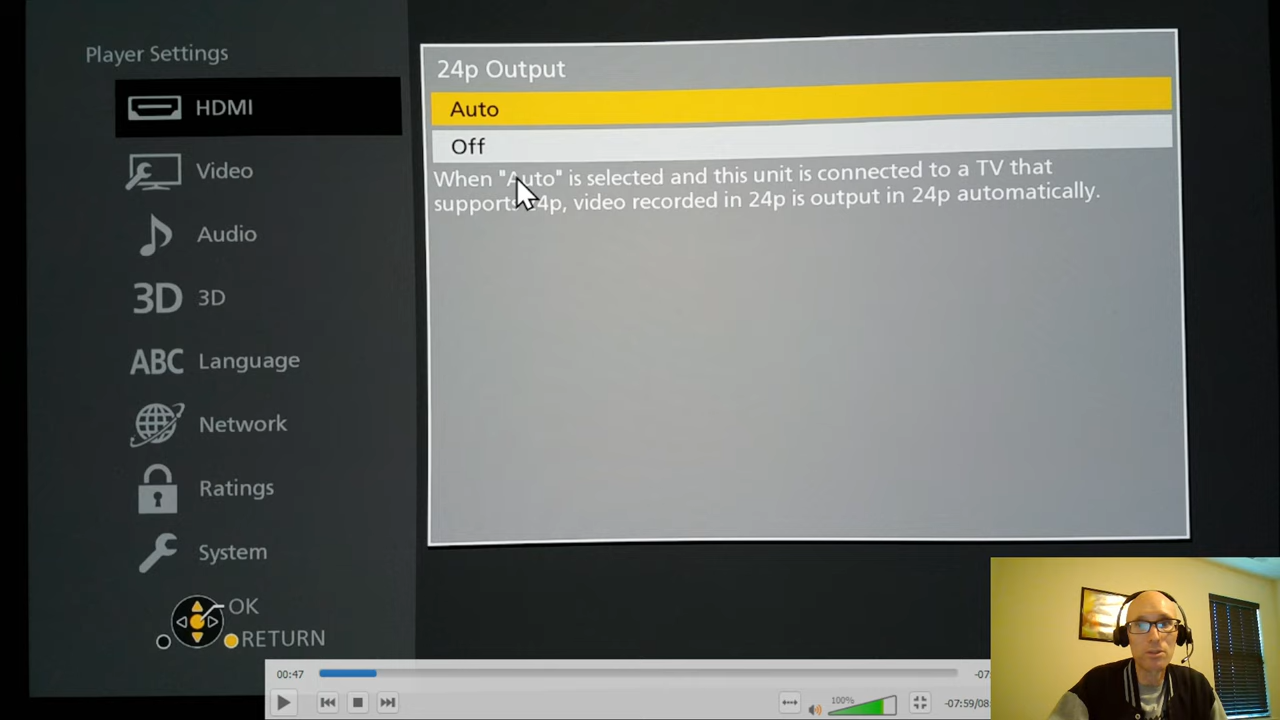 Player Settings
HDMI
Video
Audio
3D 3D
ABC Language
Network
Ratings
System
OK
RETURN
24p Output
Auto
Off
When "Auto" is selected and this unit is connected to a TV that
supports 24p, video recorded in 24p is output in 24p automatically.
00:47
100%
-07:59/08: